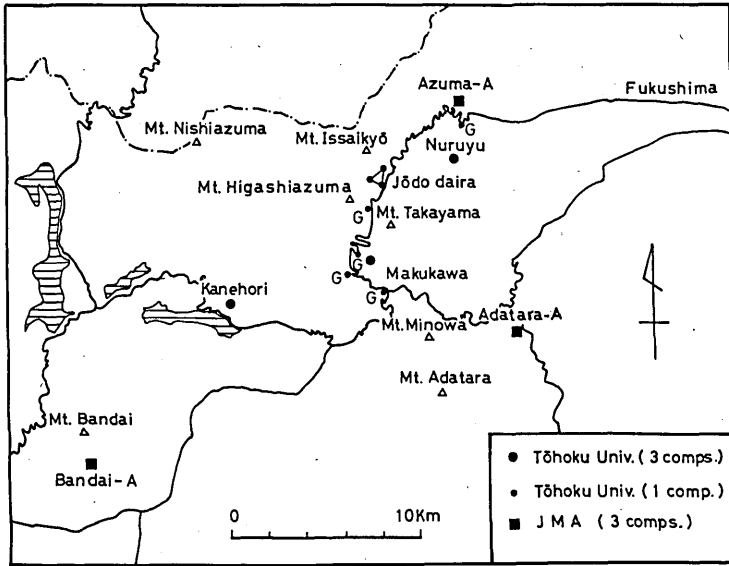 Azuma-A
Fukushima
G
Mt. Nishiazuma
Mt. Issaikyō
Nuruyu
Jōdo daira
Mt. Higashiazuma
G
Mt. Takayama
G
G
Makukawa
Kanehori
G
Mt. Minowa
Adatara-A
Mt. Adatara
Mt. Bandai
Bandai-A
Tōhoku Univ. ( 3 comps.)
Tōhoku Univ. ( 1 comp.)
J M A ( 3 comps.)
0 10Km